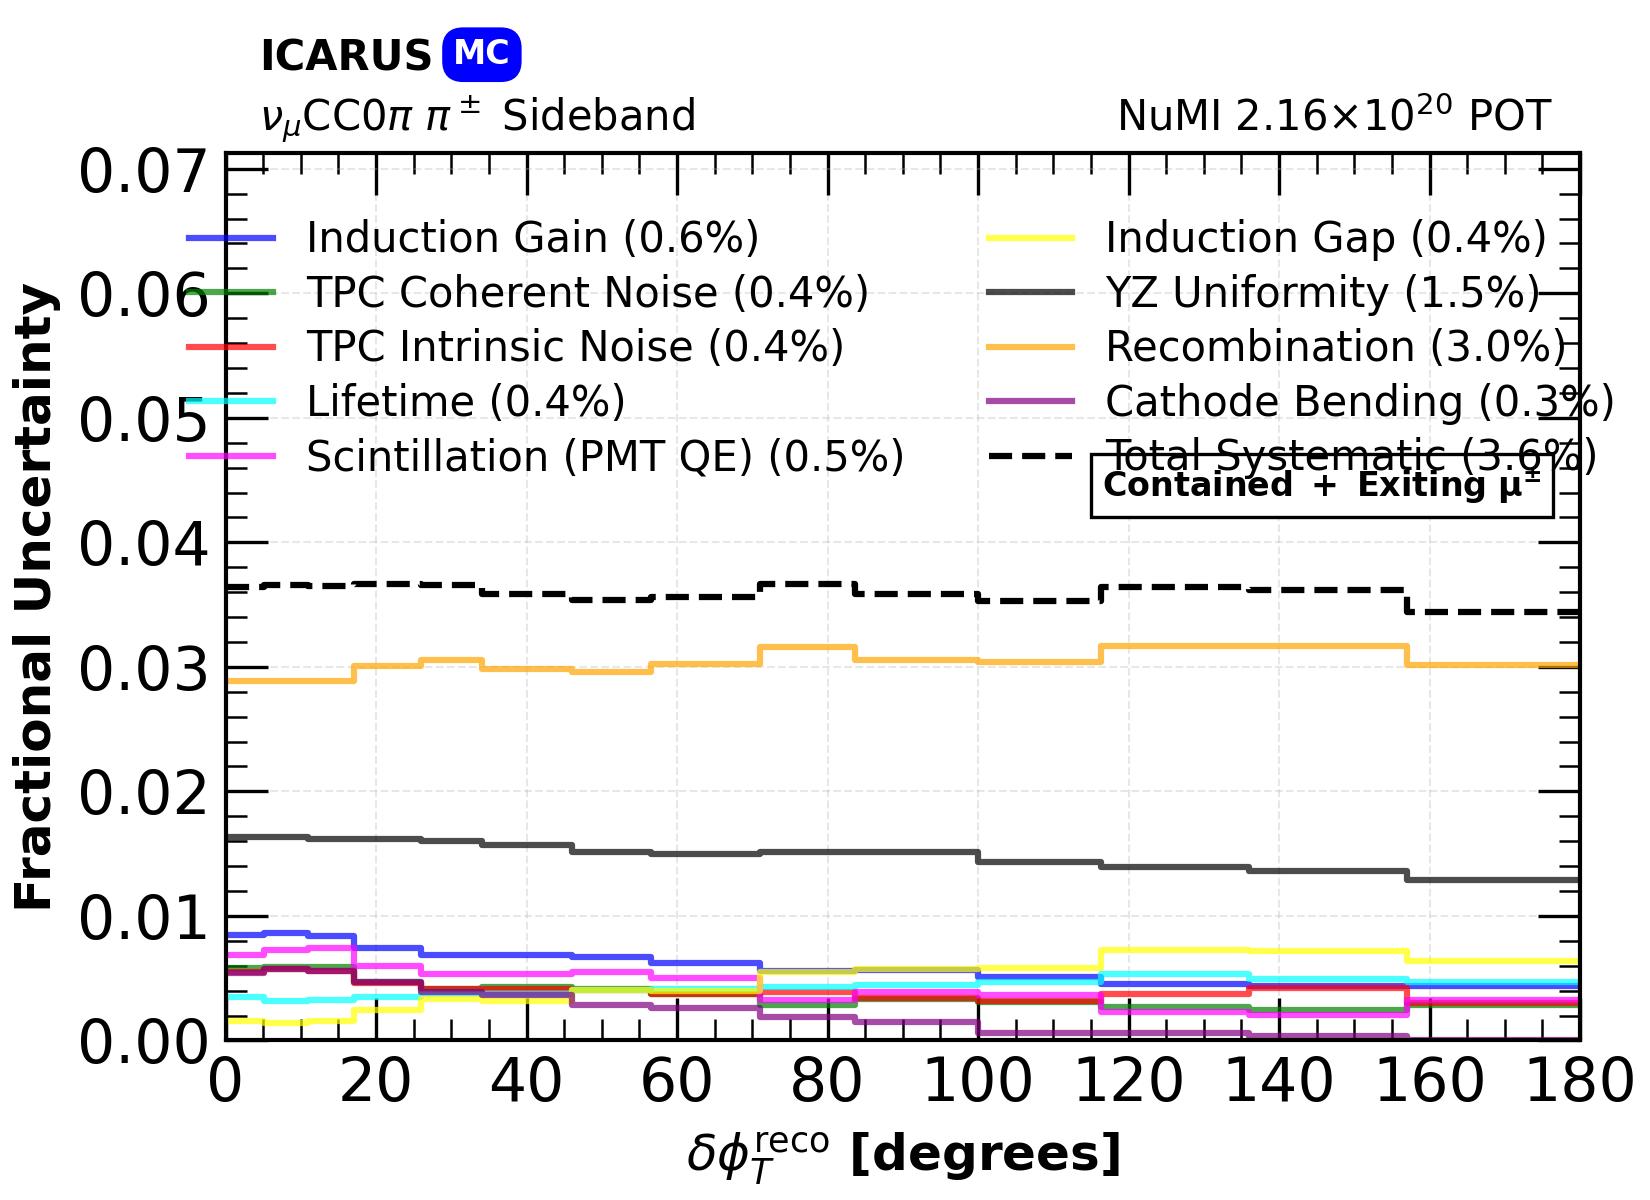 ICARUS MC
νμCC0π π± Sideband
NuMI 2.16×10²⁰ POT
0.07
0.06
0.05
0.04
0.03
0.02
0.01
0.00
Fractional Uncertainty
Induction Gain (0.6%)
TPC Coherent Noise (0.4%)
TPC Intrinsic Noise (0.4%)
Lifetime (0.4%)
Scintillation (PMT QE) (0.5%)
Induction Gap (0.4%)
YZ Uniformity (1.5%)
Recombination (3.0%)
Cathode Bending (0.3%)
Total Systematic (3.6%)
Contained + Exiting μ±
0 20 40 60 80 100 120 140 160 180
δϕ_T^reco [degrees]